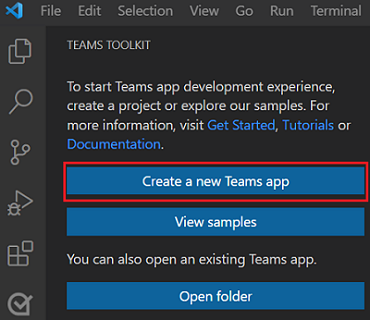 File Edit Selection View Go Run Terminal
TEAMS TOOLKIT
To start Teams app development experience,
create a project or explore our samples. For
more information, visit Get Started, Tutorials or
Documentation.
Create a new Teams app
View samples
You can also open an existing Teams app.
Open folder